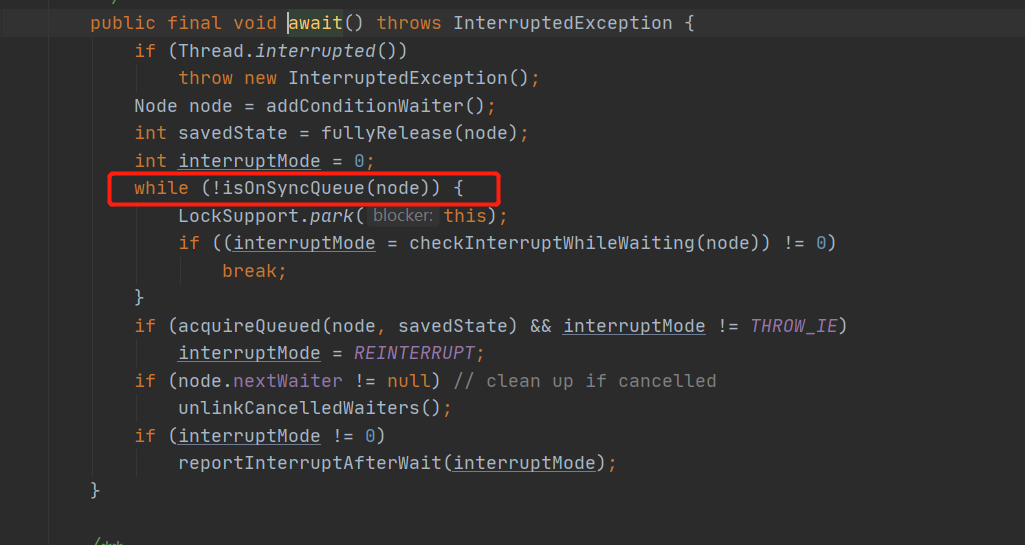 public final void await() throws InterruptedException {
if (Thread.interrupted())
throw new InterruptedException();
Node node = addConditionWaiter();
int savedState = fullyRelease(node);
int interruptMode = 0;
while (!isOnSyncQueue(node)) {
LockSupport.park( blocker: this);
if ((interruptMode = checkInterruptWhileWaiting(node)) != 0)
break;
}
if (acquireQueued(node, savedState) && interruptMode != THROW_IE)
interruptMode = REINTERRUPT;
if (node.nextWaiter != null) // clean up if cancelled
unlinkCancelledWaiters();
if (interruptMode != 0)
reportInterruptAfterWait(interruptMode);
}
/**